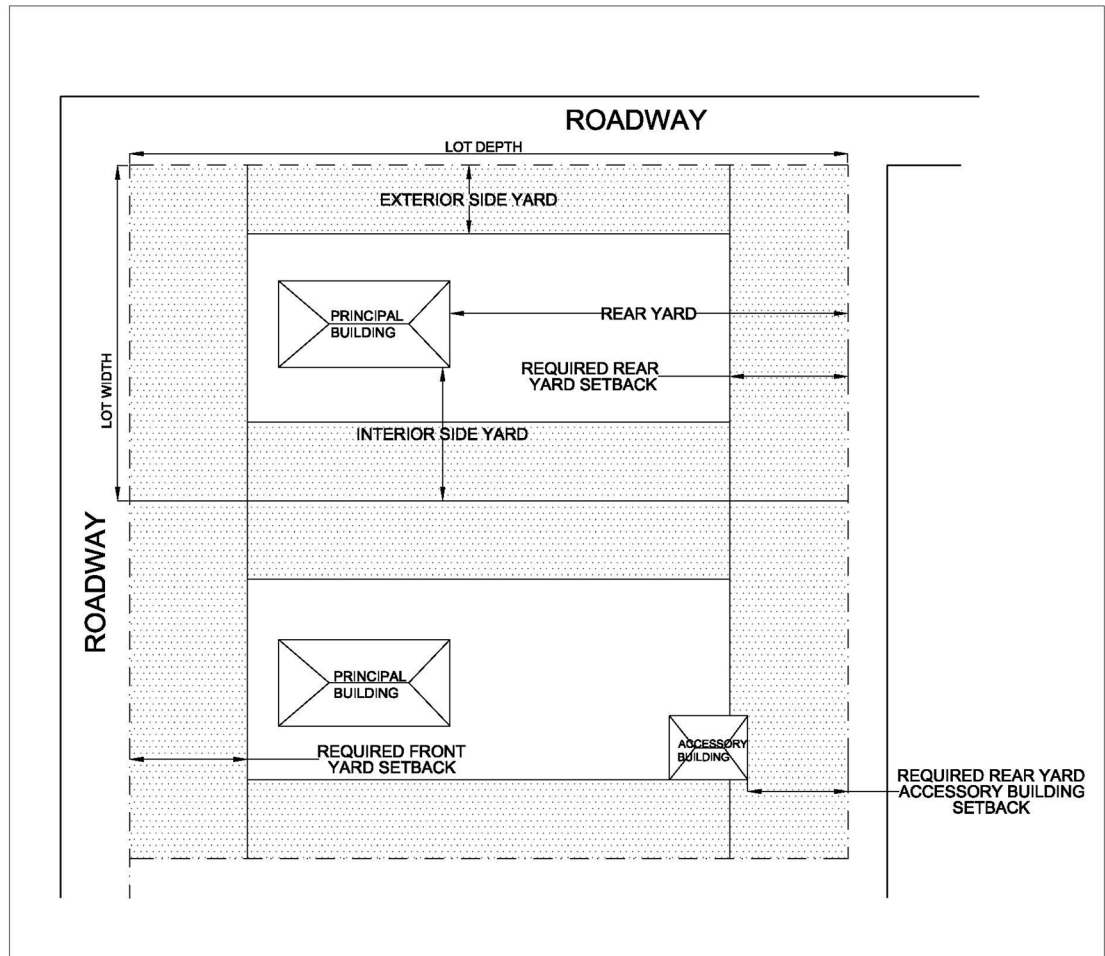 ROADWAY
LOT DEPTH
EXTERIOR SIDE YARD
PRINCIPAL
BUILDING
REAR YARD
REQUIRED REAR
YARD SETBACK
LOT WIDTH
INTERIOR SIDE YARD
ROADWAY
PRINCIPAL
BUILDING
REQUIRED FRONT
YARD SETBACK
ACCESSORY
BUILDING
REQUIRED REAR YARD
ACCESSORY BUILDING
SETBACK